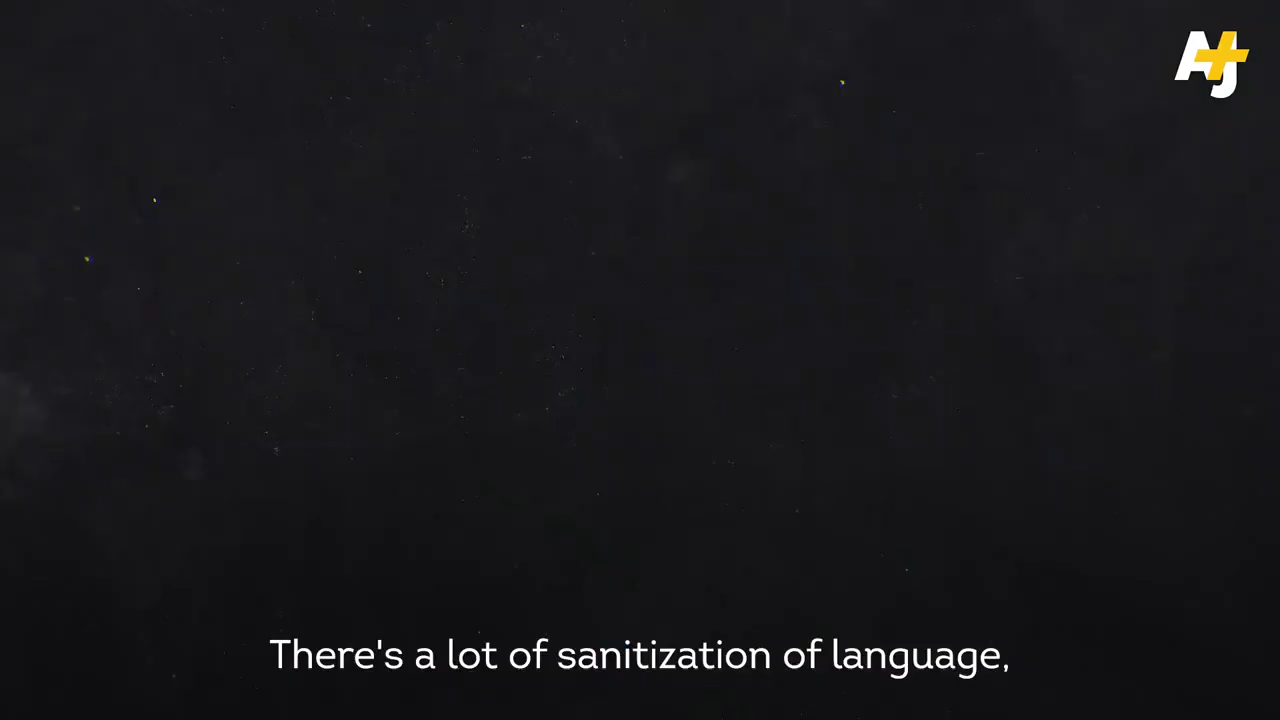 AJ+
There's a lot of sanitization of language,